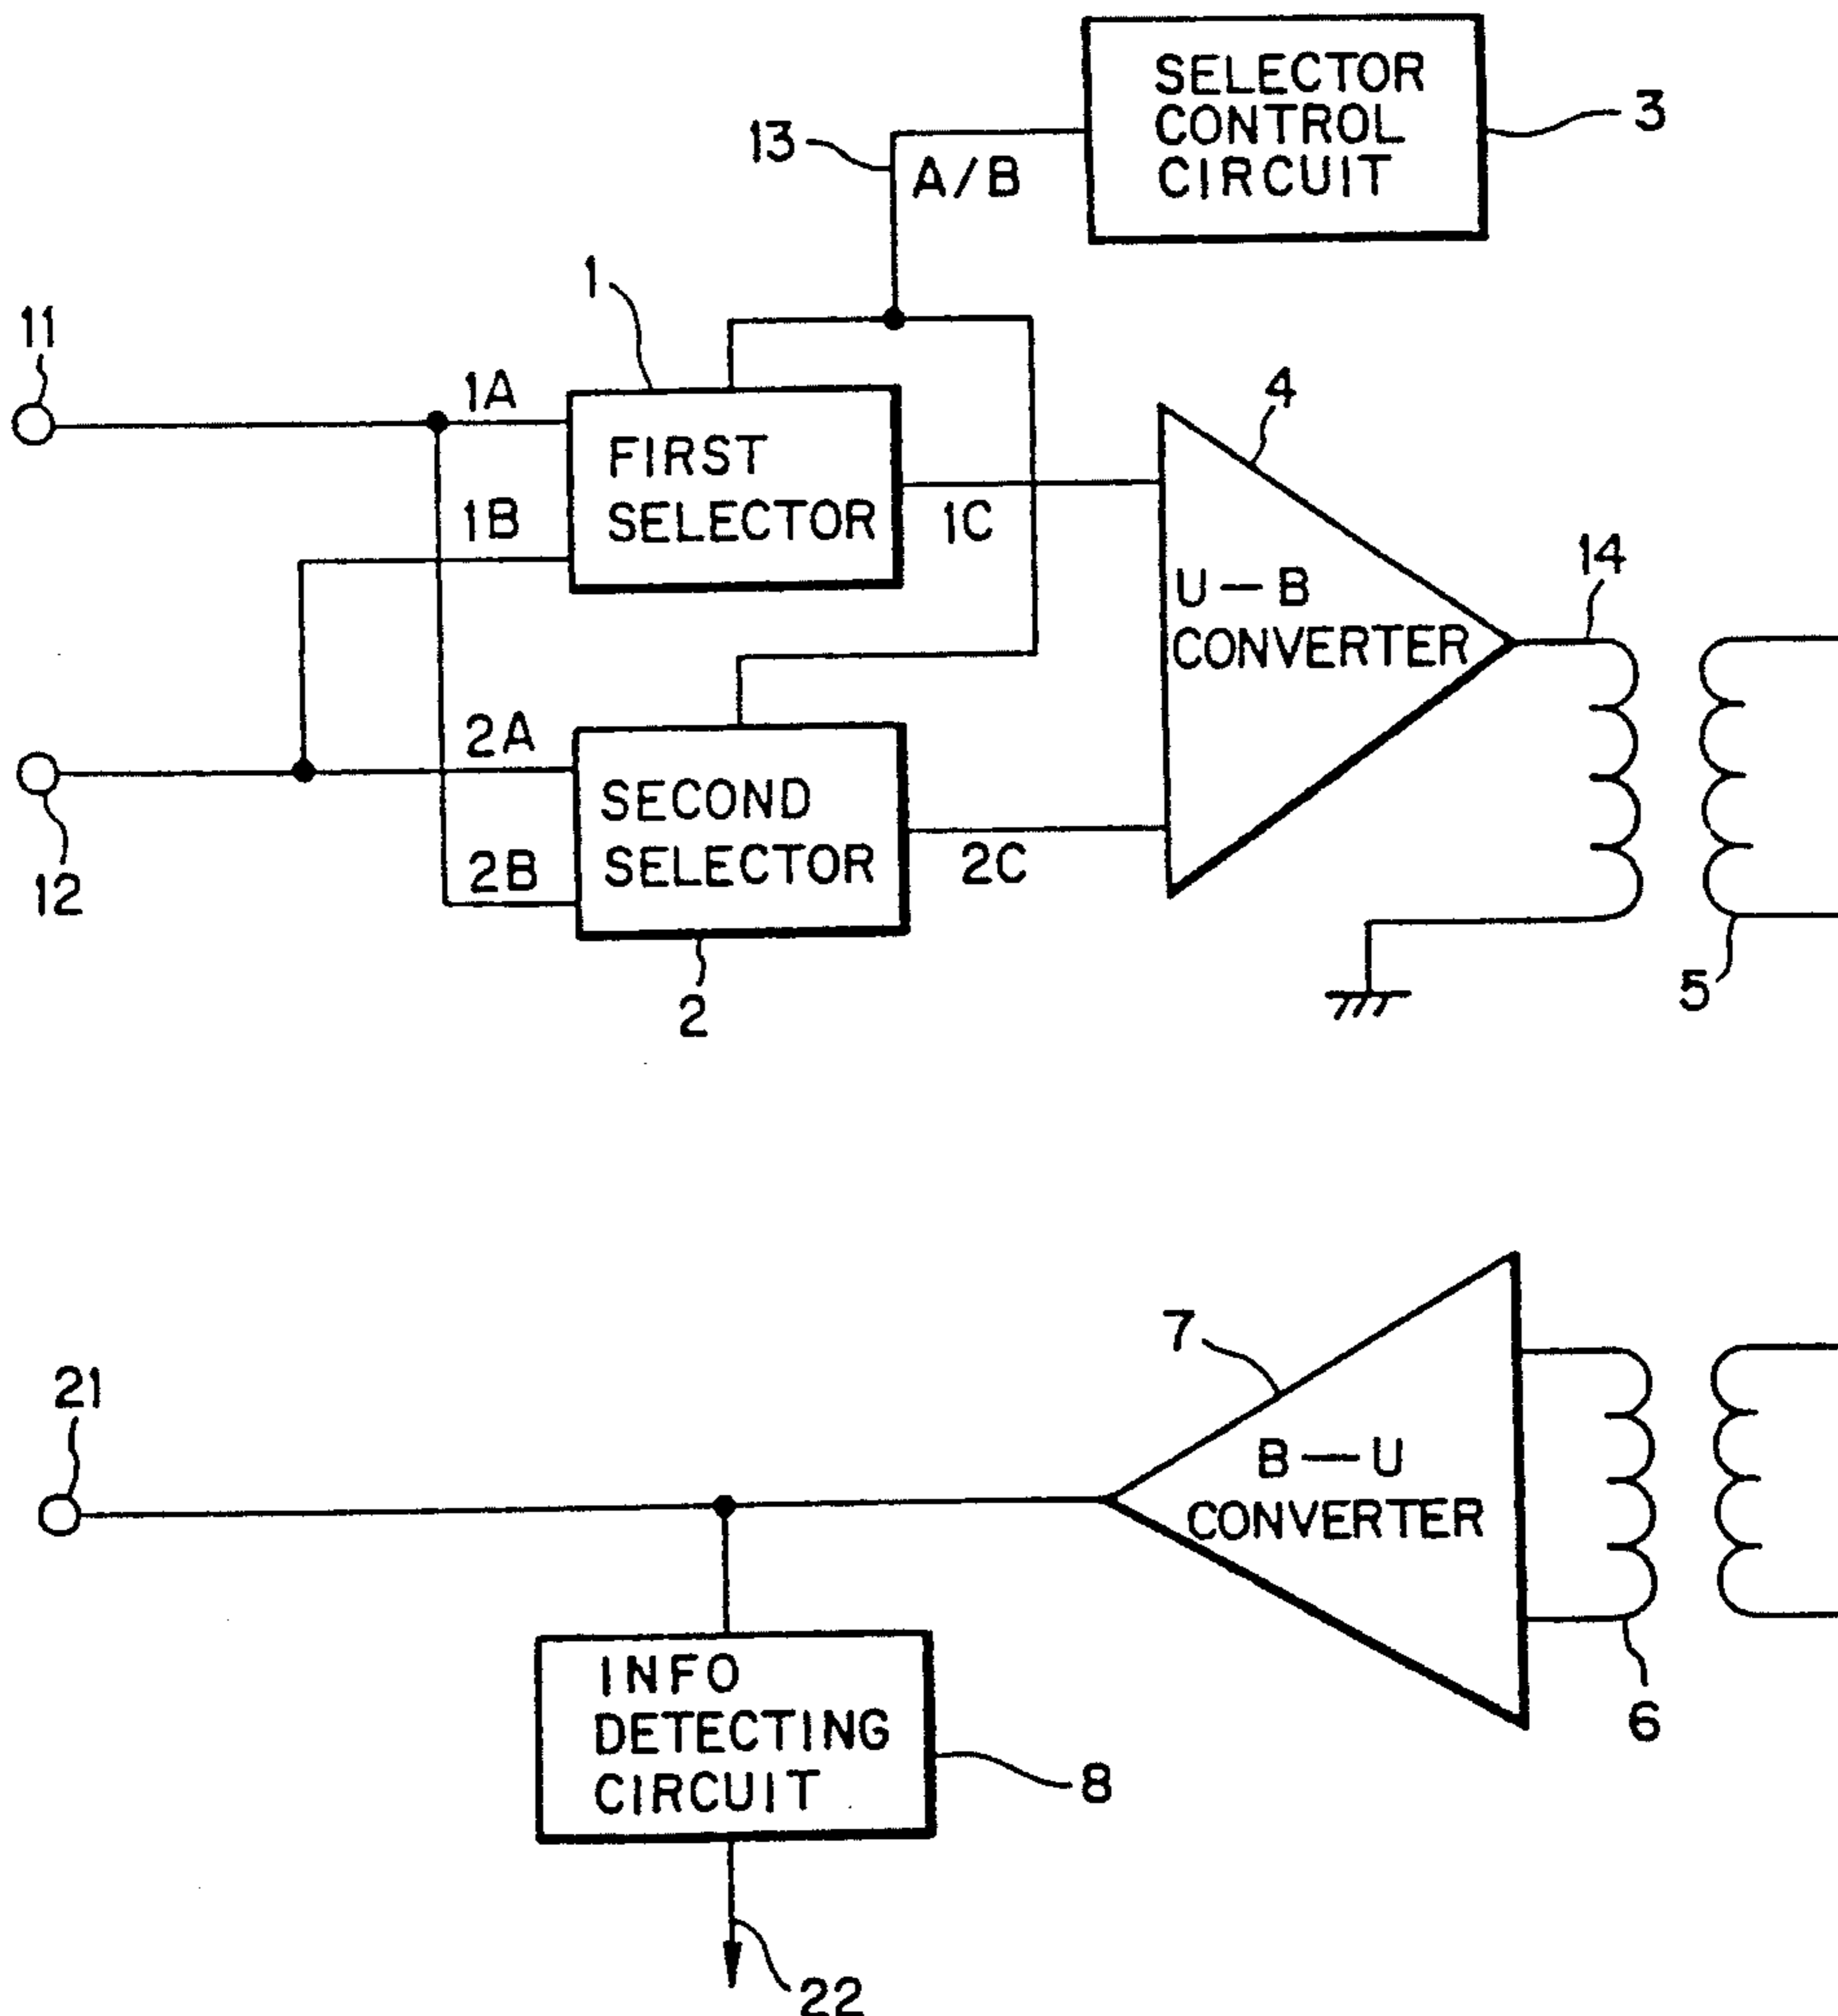 SELECTOR
CONTROL
CIRCUIT
3
13
A/B
1
11
1A
FIRST
SELECTOR
1B
1C
4
U—B
CONVERTER
14
12
2A
SECOND
SELECTOR
2B
2C
2
5
7
B—U
CONVERTER
21
6
INFO
DETECTING
CIRCUIT
8
22